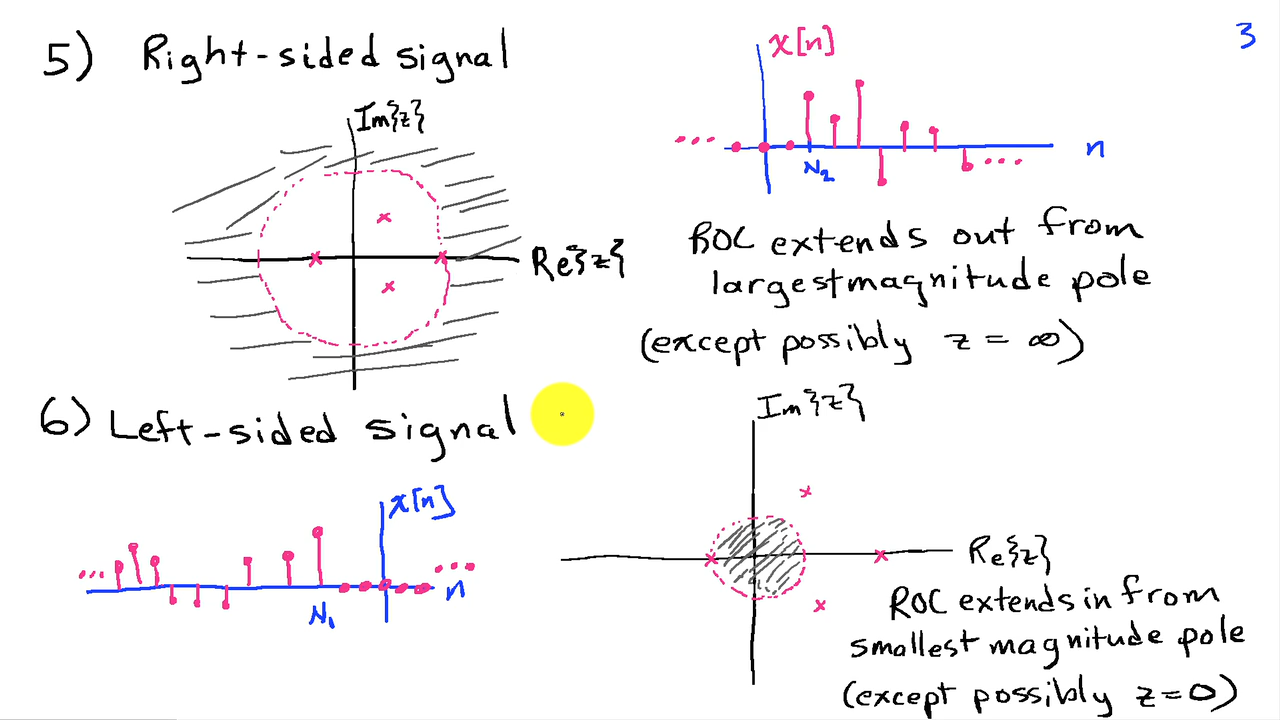 3
5) Right-sided signal
Im{z}
Re{z}
x[n]
... N₂ ... n
ROC extends out from
largest magnitude pole
(except possibly z = ∞)
6) Left-sided signal
x[n]
... N₁ ... n
Im{z}
Re{z}
ROC extends in from
smallest magnitude pole
(except possibly z=0)